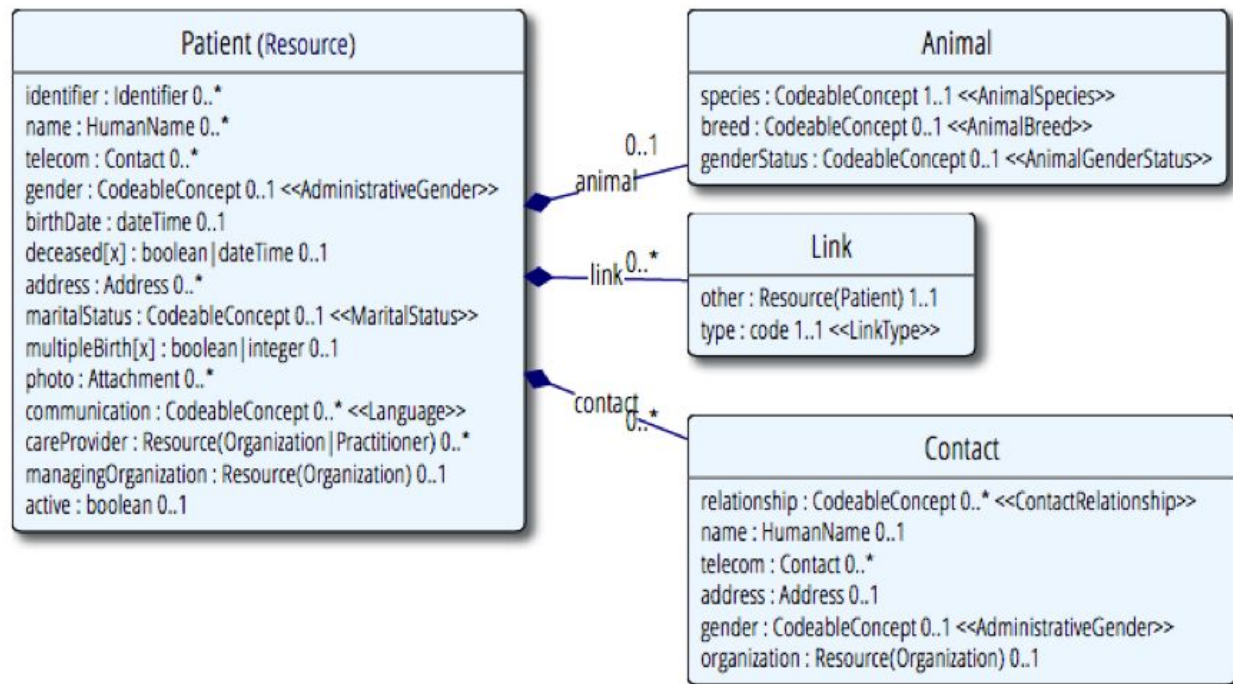 Patient (Resource)
identifier : Identifier 0..*
name : HumanName 0..*
telecom : Contact 0..*
gender : CodeableConcept 0..1 <<AdministrativeGender>>
birthDate : dateTime 0..1
deceased[x] : boolean|dateTime 0..1
address : Address 0..*
maritalStatus : CodeableConcept 0..1 <<MaritalStatus>>
multipleBirth[x] : boolean|integer 0..1
photo : Attachment 0..*
communication : CodeableConcept 0..* <<Language>>
careProvider : Resource(Organization|Practitioner) 0..*
managingOrganization : Resource(Organization) 0..1
active : boolean 0..1
0..1
animal
link
0..*
contact
0..*
Animal
species : CodeableConcept 1..1 <<AnimalSpecies>>
breed : CodeableConcept 0..1 <<AnimalBreed>>
genderStatus : CodeableConcept 0..1 <<AnimalGenderStatus>>
Link
other : Resource(Patient) 1..1
type : code 1..1 <<LinkType>>
Contact
relationship : CodeableConcept 0..* <<ContactRelationship>>
name : HumanName 0..1
telecom : Contact 0..*
address : Address 0..1
gender : CodeableConcept 0..1 <<AdministrativeGender>>
organization : Resource(Organization) 0..1